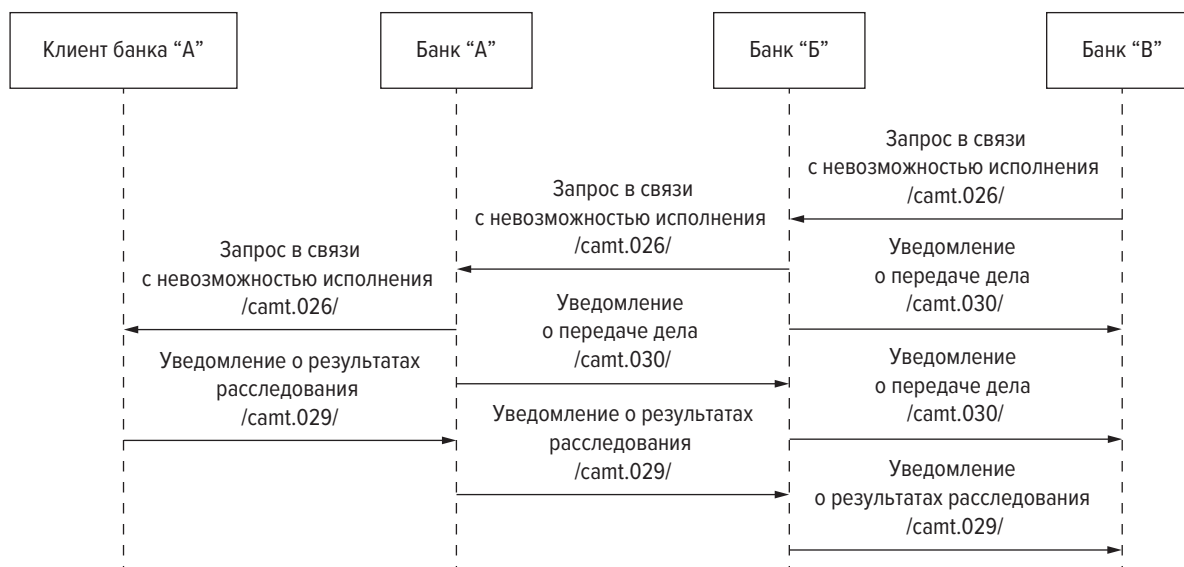 Клиент банка “А”
Банк “А”
Банк “Б”
Банк “В”
Запрос в связи
с невозможностью исполнения
/camt.026/
Запрос в связи
с невозможностью исполнения
/camt.026/
Запрос в связи
с невозможностью исполнения
/camt.026/
Уведомление
о передаче дела
/camt.030/
Уведомление
о передаче дела
/camt.030/
Уведомление о результатах
расследования
/camt.029/
Уведомление
о передаче дела
/camt.030/
Уведомление о результатах
расследования
/camt.029/
Уведомление
о результатах расследования
/camt.029/